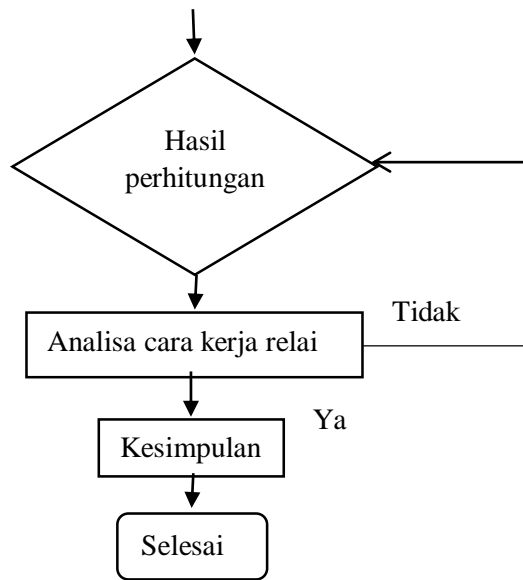 Hasil
perhitungan
Tidak
Analisa cara kerja relai
Ya
Kesimpulan
Selesai